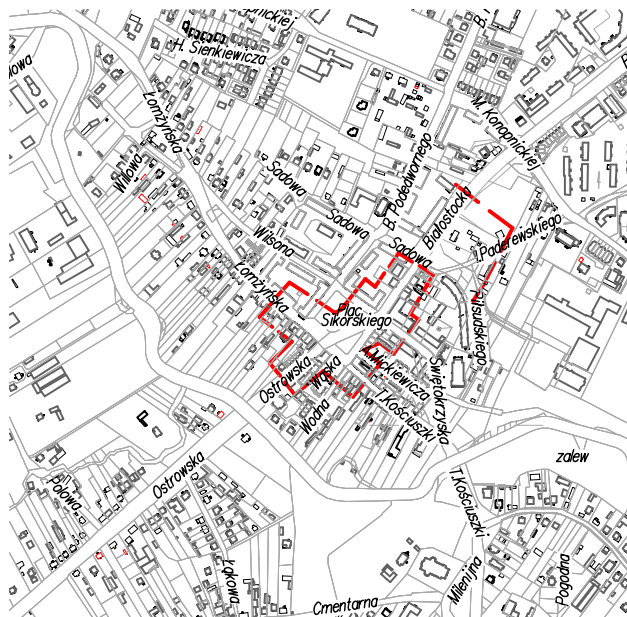 H. Sienkiewicza
Łomżyńska
M. Konopnickiej
Wiłowa
Sadowa
B. Podedwornego
Białostocka
Sadowa
Wilsona
Sadowa
I.Paderewskiego
Łomżyńska
Plac
Sikorskiego
J.Piłsudskiego
Ostrowska
Wąska
A.Mickiewicza
Świętokrzyska
Wodna
T.Kościuszki
Ostrowska
zalew
Polowa
T.Kościuszki
Łąkowa
Milenijna
Pogodna
Cmentarna